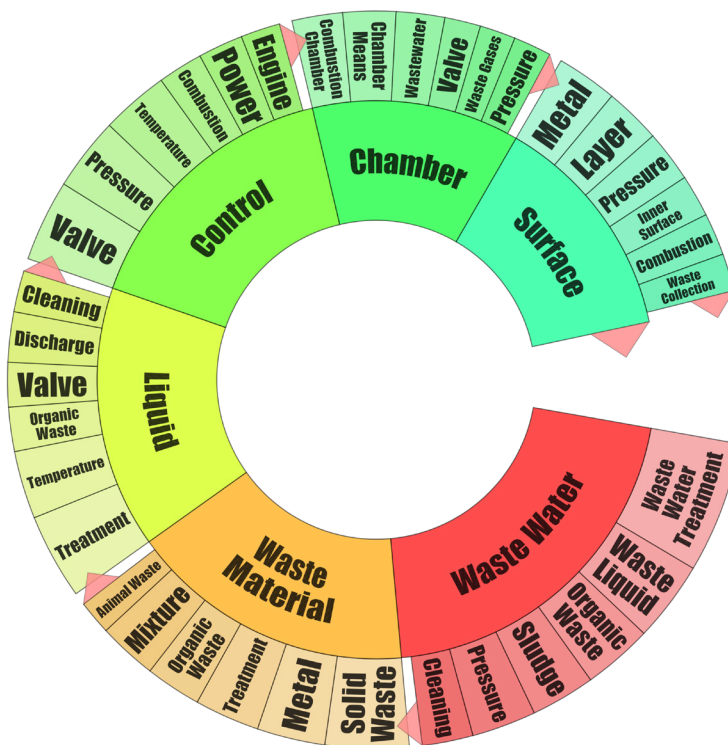 Engine
Power
Combustion
Temperature
Pressure
Valve
Control
Combustion
Chamber
Chamber
Means
Wastewater
Valve
Waste Gases
Pressure
Chamber
Metal
Layer
Pressure
Inner
Surface
Combustion
Waste
Collection
Surface
Cleaning
Discharge
Valve
Organic
Waste
Temperature
Treatment
Liquid
Animal Waste
Mixture
Organic
Waste
Treatment
Metal
Solid
Waste
Waste
Material
Cleaning
Pressure
Sludge
Organic
Waste
Waste
Liquid
Waste
Water
Treatment
Waste Water